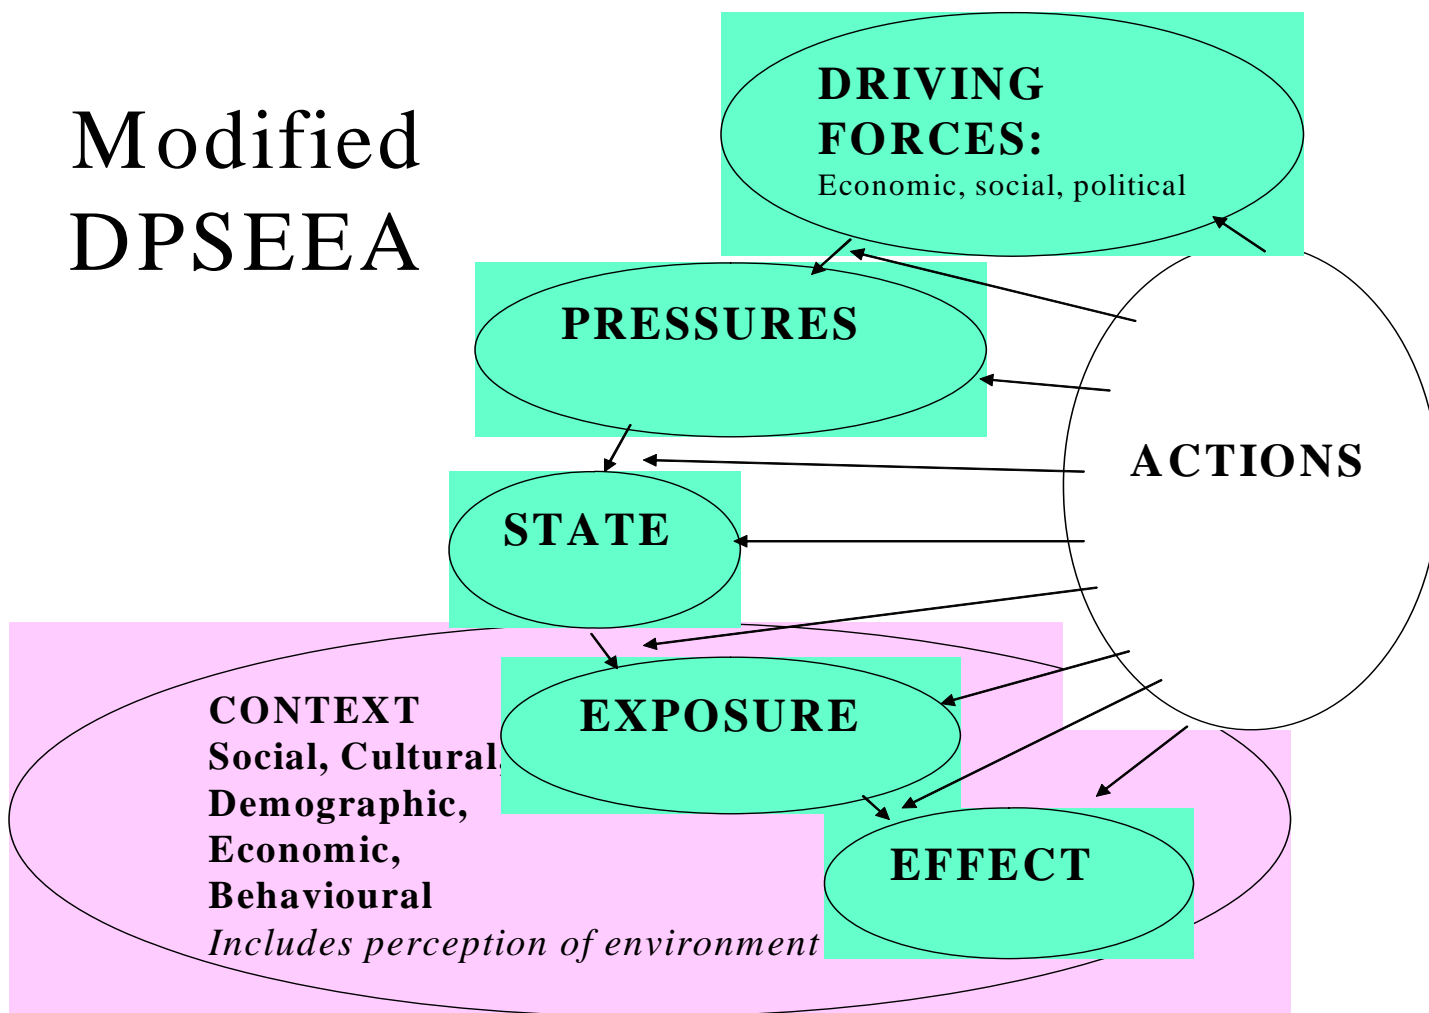 Modified
DPSEEA
DRIVING
FORCES:
Economic, social, political
PRESSURES
ACTIONS
STATE
EXPOSURE
CONTEXT
Social, Cultural,
Demographic,
Economic,
Behavioural
Includes perception of environment
EFFECT